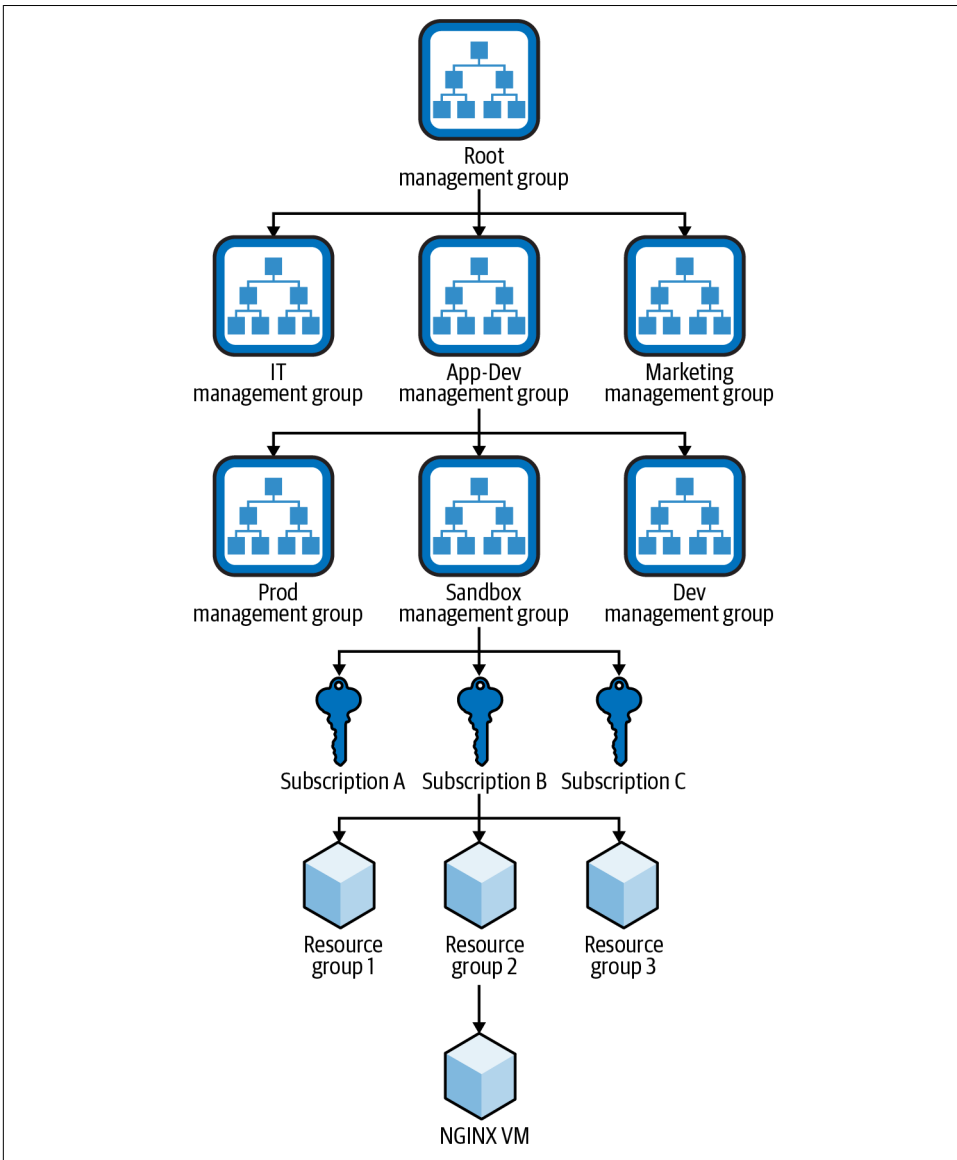 Root
management group
IT
management group
App-Dev
management group
Marketing
management group
Prod
management group
Sandbox
management group
Dev
management group
Subscription A
Subscription B
Subscription C
Resource
group 1
Resource
group 2
Resource
group 3
NGINX VM